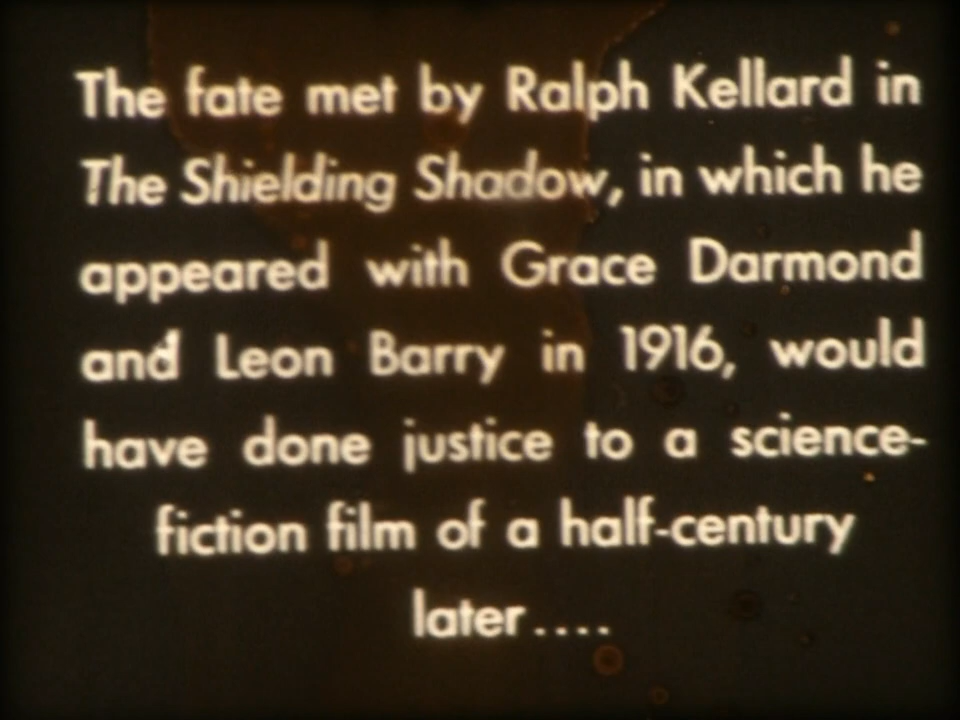 The fate met by Ralph Kellard in
The Shielding Shadow, in which he
appeared with Grace Darmond
and Leon Barry in 1916, would
have done justice to a science-
fiction film of a half-century
later....